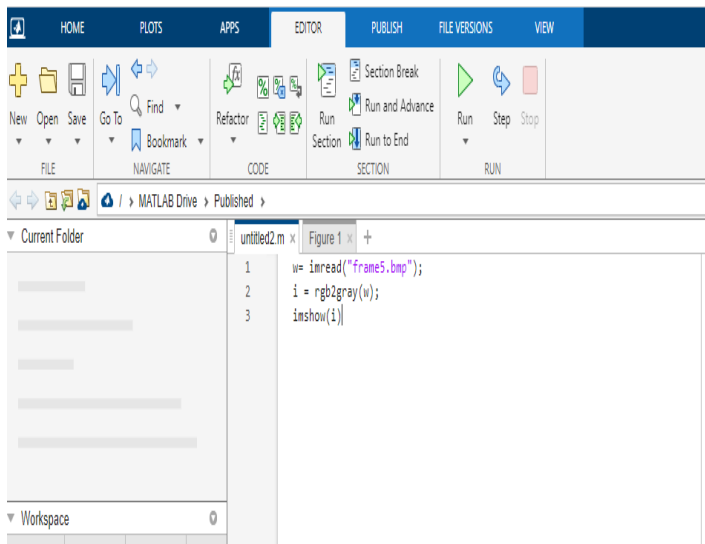 HOME PLOTS APPS EDITOR PUBLISH FILE VERSIONS VIEW
New Open Save
FILE
Go To
Find
Bookmark
NAVIGATE
Refactor
CODE
Run Section
Section Break
Run and Advance
Run to End
SECTION
Run Step Stop
RUN
/ > MATLAB Drive > Published >
Current Folder
untitled2.m × Figure 1 × +
1 w= imread("frame5.bmp");
2 i = rgb2gray(w);
3 imshow(i)
Workspace